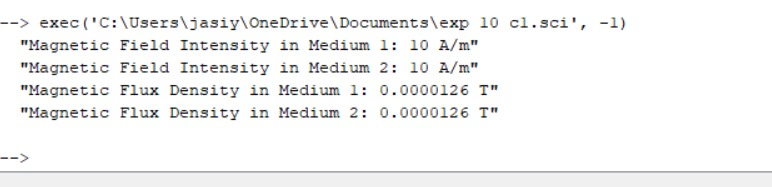 --> exec('C:\Users\jasiy\OneDrive\Documents\exp 10 c1.sci', -1)
"Magnetic Field Intensity in Medium 1: 10 A/m"
"Magnetic Field Intensity in Medium 2: 10 A/m"
"Magnetic Flux Density in Medium 1: 0.0000126 T"
"Magnetic Flux Density in Medium 2: 0.0000126 T"
-->